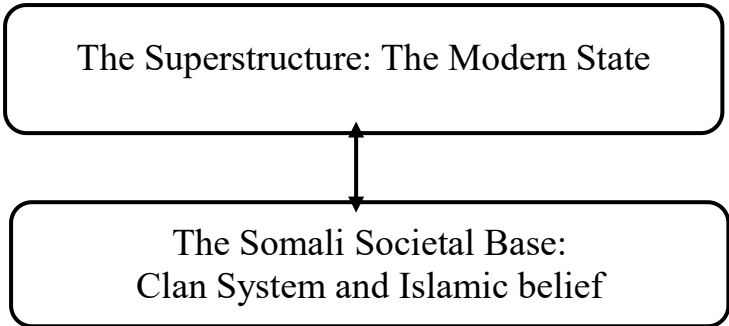 The Superstructure: The Modern State
The Somali Societal Base:
Clan System and Islamic belief